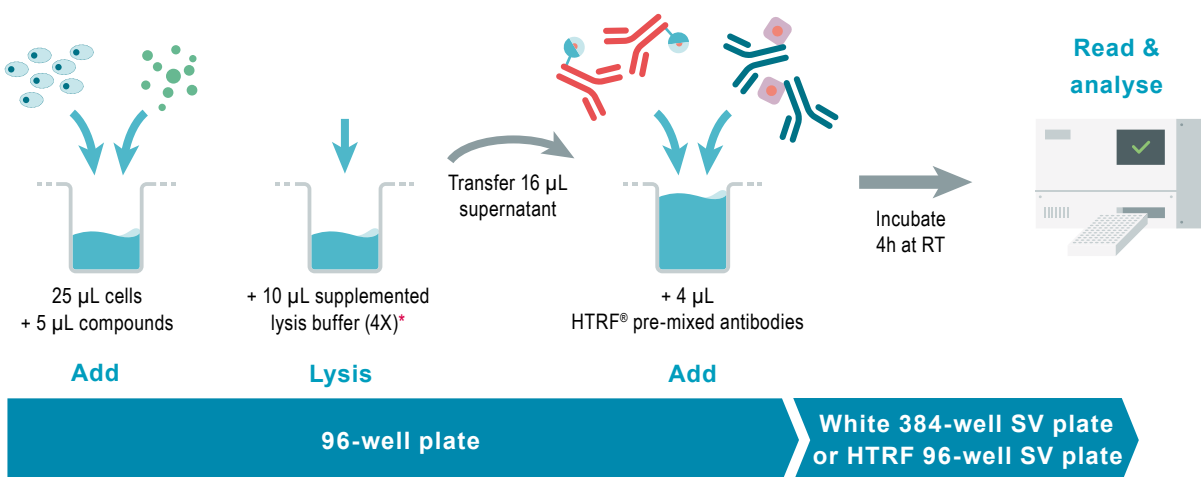 25 µL cells
+ 5 µL compounds
Add
+ 10 µL supplemented
lysis buffer (4X)*
Lysis
Transfer 16 µL
supernatant
+ 4 µL
HTRF® pre-mixed antibodies
Add
Incubate
4h at RT
Read &
analyse
96-well plate
White 384-well SV plate
or HTRF 96-well SV plate